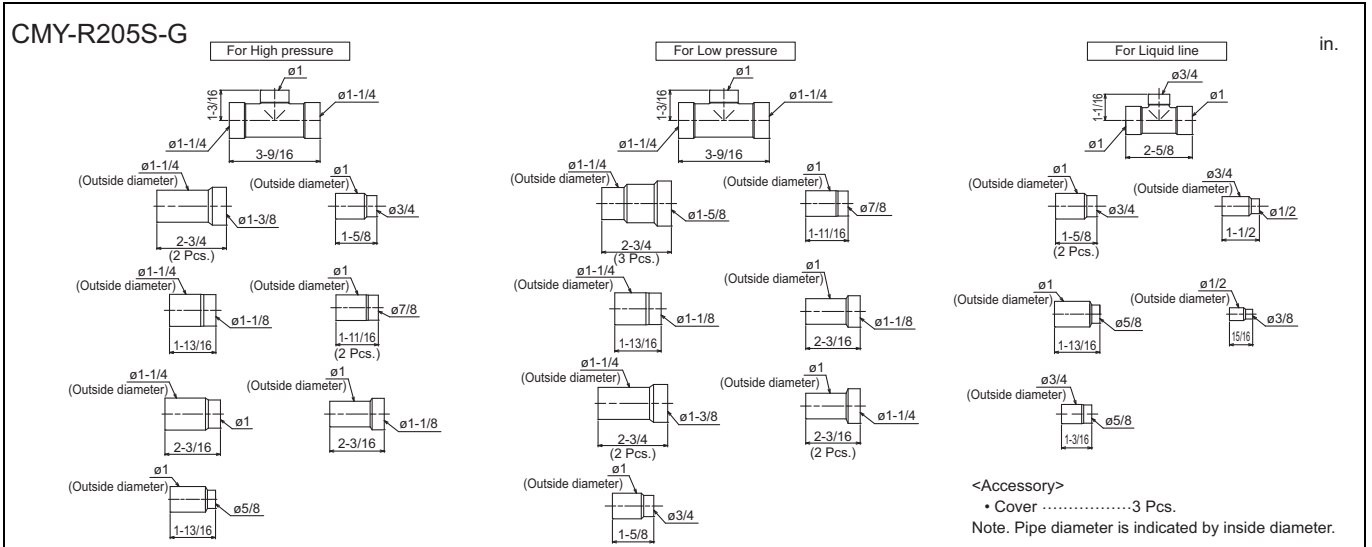 CMY-R205S-G
in.
For High pressure
ø1
1-3/16
ø1-1/4
ø1-1/4
3-9/16
ø1-1/4
(Outside diameter)
ø1-3/8
2-3/4
(2 Pcs.)
ø1
(Outside diameter)
ø3/4
1-5/8
ø1-1/4
(Outside diameter)
ø1-1/8
1-13/16
ø1
(Outside diameter)
ø7/8
1-11/16
(2 Pcs.)
ø1-1/4
(Outside diameter)
ø1
2-3/16
ø1
(Outside diameter)
ø1-1/8
2-3/16
ø1
(Outside diameter)
ø5/8
1-13/16
For Low pressure
ø1
1-3/16
ø1-1/4
ø1-1/4
3-9/16
ø1-1/4
(Outside diameter)
ø1-5/8
2-3/4
(3 Pcs.)
ø1
(Outside diameter)
ø7/8
1-11/16
ø1-1/4
(Outside diameter)
ø1-1/8
1-13/16
ø1
(Outside diameter)
ø1-1/8
2-3/16
ø1-1/4
(Outside diameter)
ø1-3/8
2-3/4
(2 Pcs.)
ø1
(Outside diameter)
ø1-1/4
2-3/16
(2 Pcs.)
ø1
(Outside diameter)
ø3/4
1-5/8
For Liquid line
ø3/4
1-1/16
ø1
ø1
2-5/8
ø1
(Outside diameter)
ø3/4
1-5/8
(2 Pcs.)
ø3/4
(Outside diameter)
ø1/2
1-1/2
ø1
(Outside diameter)
ø5/8
1-13/16
ø1/2
(Outside diameter)
ø3/8
15/16
ø3/4
(Outside diameter)
ø5/8
1-3/16
<Accessory>
• Cover ·················3 Pcs.
Note. Pipe diameter is indicated by inside diameter.